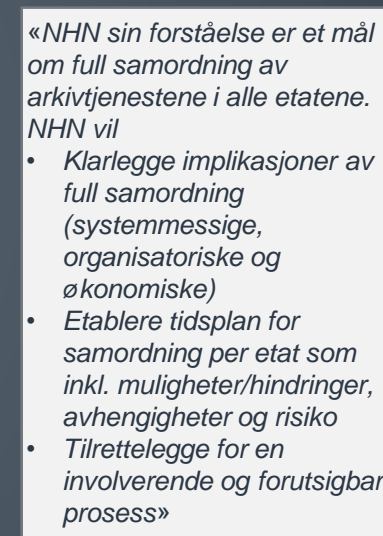 «NHN sin forståelse er et mål
om full samordning av
arkivtjenestene i alle etatene.
NHN vil
• Klarlegge implikasjoner av
full samordning
(systemmessige,
organisatoriske og
økonomiske)
• Etablere tidsplan for
samordning per etat som
inkl. muligheter/hindringer,
avhengigheter og risiko
• Tilrettelegge for en
involverende og forutsigbar
prosess»